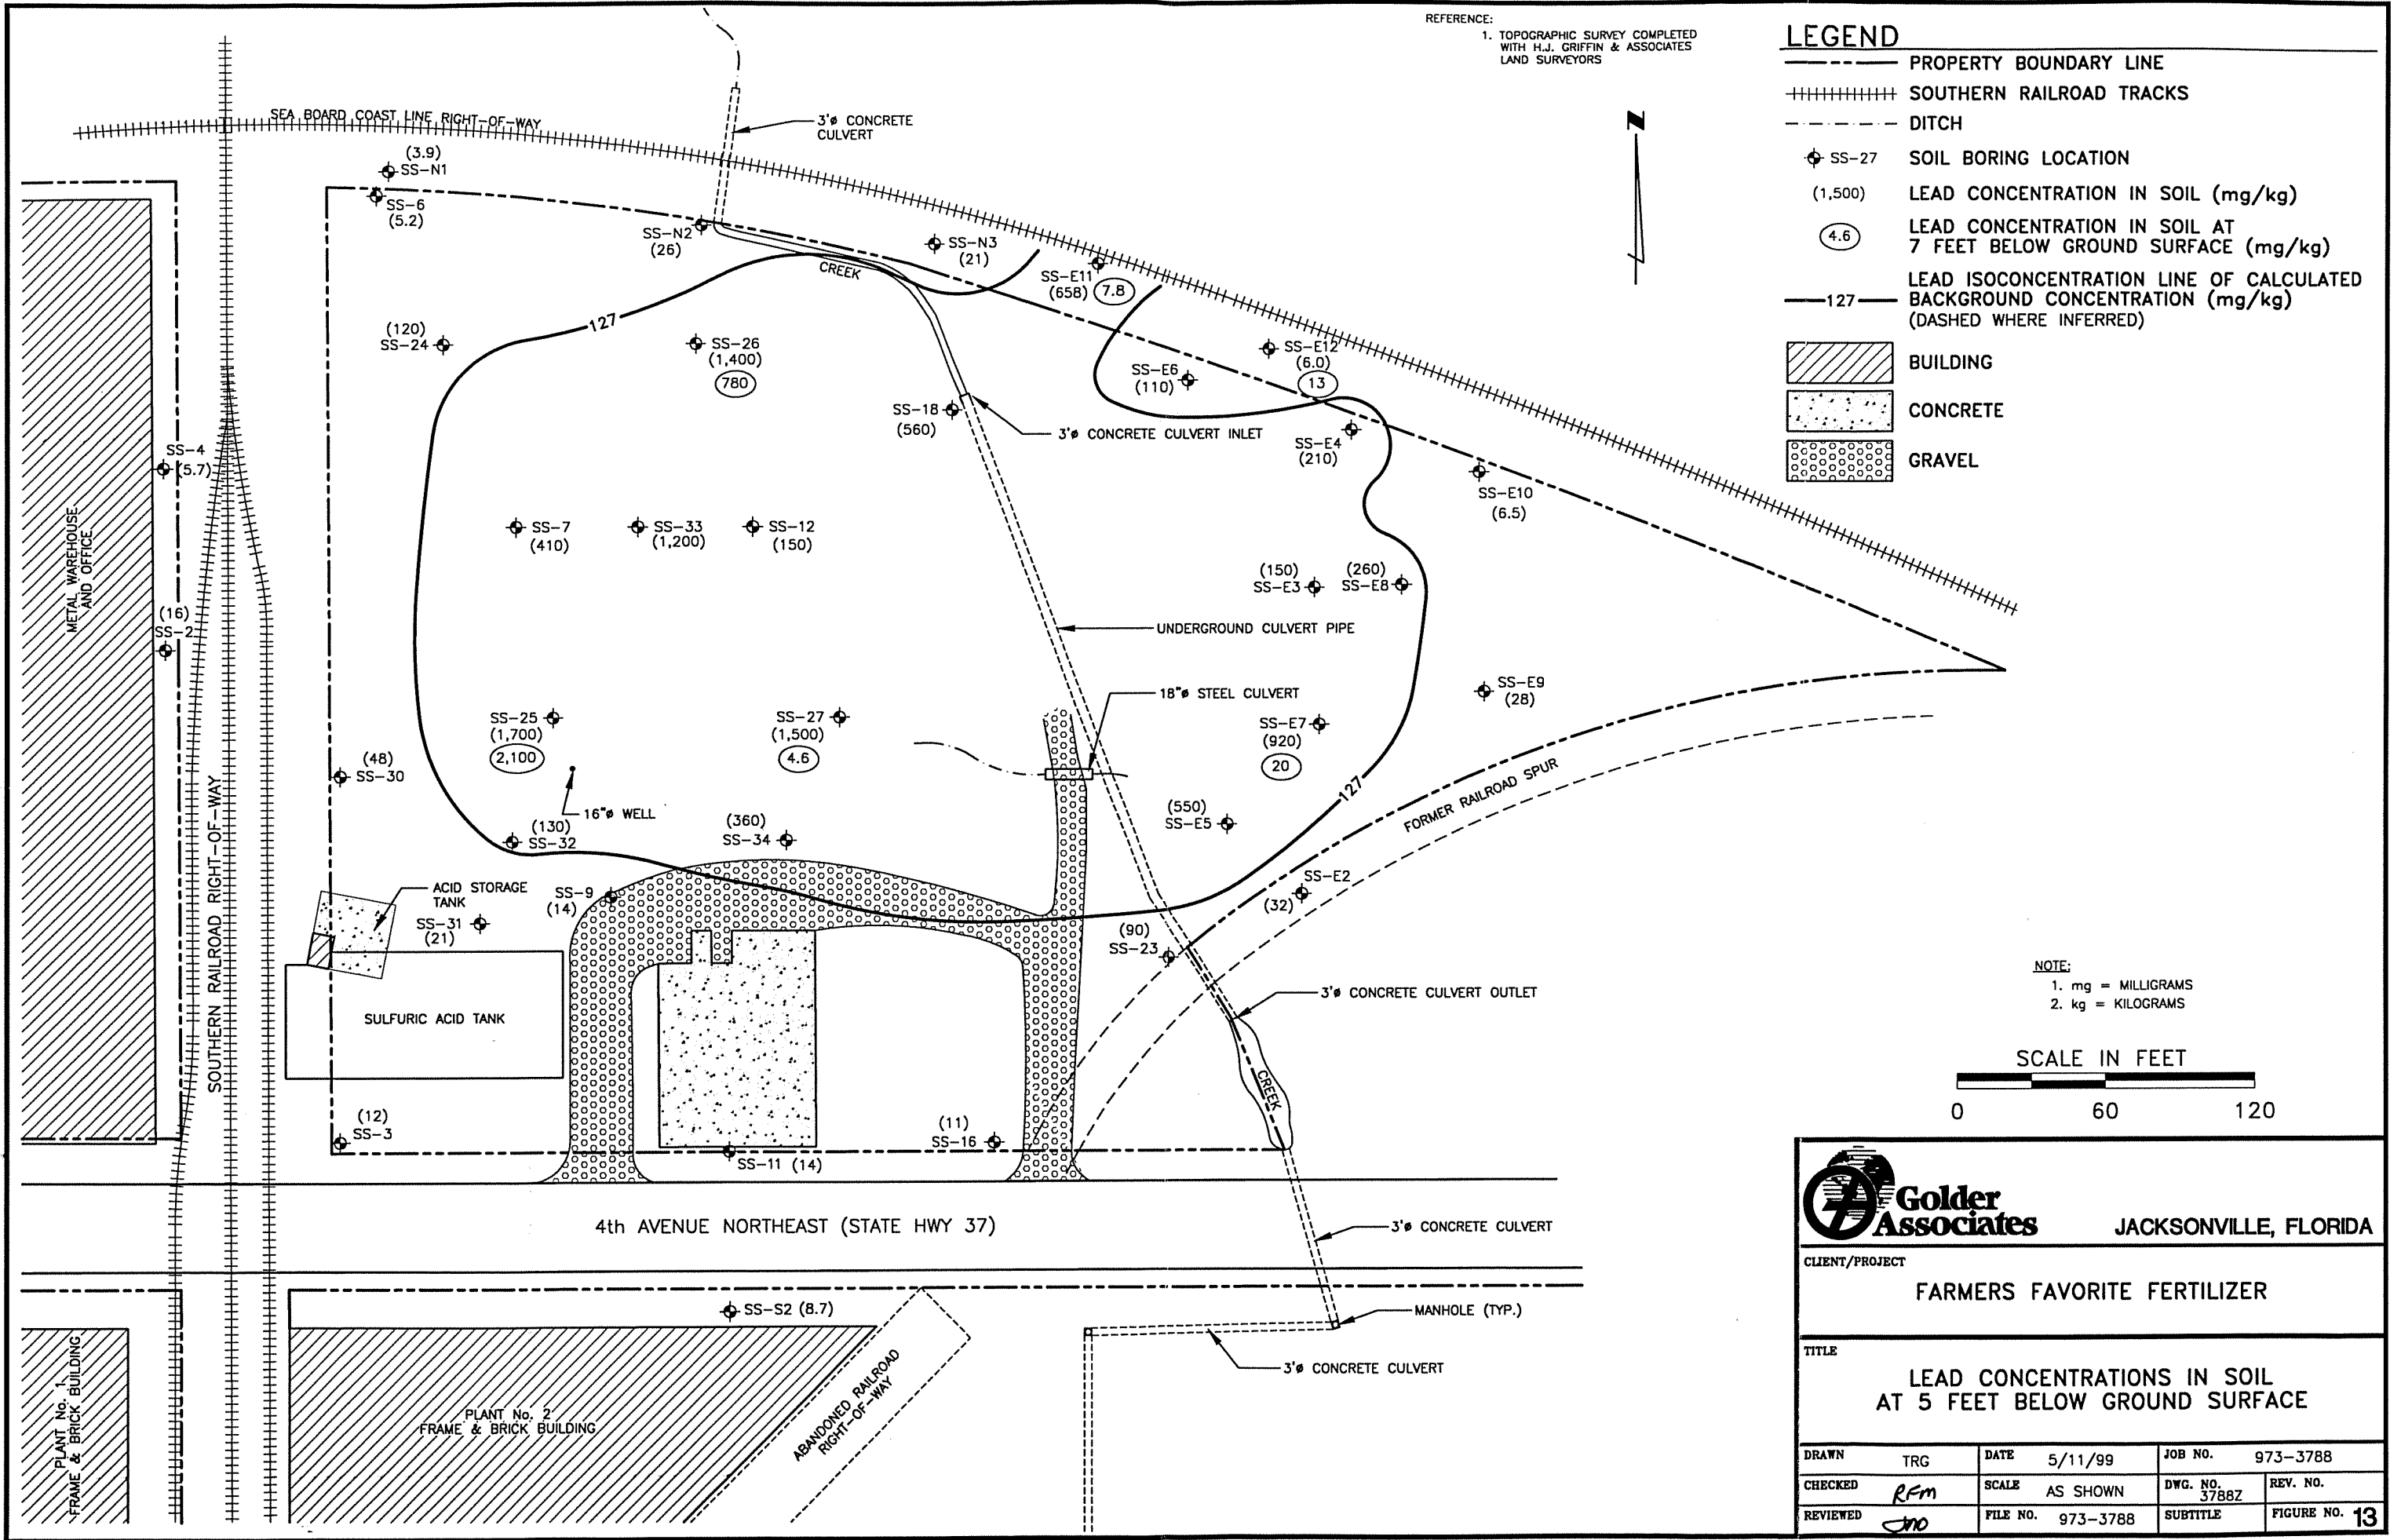 REFERENCE:
1. TOPOGRAPHIC SURVEY COMPLETED
WITH H.J. GRIFFIN & ASSOCIATES
LAND SURVEYORS
LEGEND
PROPERTY BOUNDARY LINE
SOUTHERN RAILROAD TRACKS
DITCH
SS-27 SOIL BORING LOCATION
(1,500) LEAD CONCENTRATION IN SOIL (mg/kg)
4.6 LEAD CONCENTRATION IN SOIL AT
7 FEET BELOW GROUND SURFACE (mg/kg)
LEAD ISOCONCENTRATION LINE OF CALCULATED
127 BACKGROUND CONCENTRATION (mg/kg)
(DASHED WHERE INFERRED)
BUILDING
CONCRETE
GRAVEL
N
SEA BOARD COAST LINE RIGHT-OF-WAY
3'ø CONCRETE
CULVERT
(3.9)
SS-N1
SS-6
(5.2)
SS-N2
(26)
CREEK
SS-N3
(21)
SS-E11
(658) 7.8
127
(120)
SS-24
SS-26
(1,400)
780
SS-E12
(6.0)
13
SS-E6
(110)
SS-18
(560)
3'ø CONCRETE CULVERT INLET
SS-E4
(210)
SS-4
(5.7)
SS-E10
(6.5)
METAL WAREHOUSE
AND OFFICE
SS-7
(410)
SS-33
(1,200)
SS-12
(150)
(150)
SS-E3
(260)
SS-E8
(16)
SS-2
UNDERGROUND CULVERT PIPE
18"ø STEEL CULVERT
SS-E9
(28)
SS-25
(1,700)
2,100
SS-27
(1,500)
4.6
SS-E7
(920)
20
(48)
SS-30
SOUTHERN RAILROAD RIGHT-OF-WAY
16"ø WELL
127
FORMER RAILROAD SPUR
(550)
SS-E5
(130)
SS-32
(360)
SS-34
ACID STORAGE
TANK
SS-9
(14)
SS-E2
(32)
SS-31
(21)
(90)
SS-23
3'ø CONCRETE CULVERT OUTLET
SULFURIC ACID TANK
CREEK
(12)
SS-3
(11)
SS-16
SS-11 (14)
4th AVENUE NORTHEAST (STATE HWY 37)
3'ø CONCRETE CULVERT
SS-S2 (8.7)
MANHOLE (TYP.)
3'ø CONCRETE CULVERT
PLANT No. 1
FRAME & BRICK BUILDING
PLANT No. 2
FRAME & BRICK BUILDING
ABANDONED RAILROAD
RIGHT-OF-WAY
NOTE:
1. mg = MILLIGRAMS
2. kg = KILOGRAMS
SCALE IN FEET
0 60 120
Golder
Associates
JACKSONVILLE, FLORIDA
CLIENT/PROJECT
FARMERS FAVORITE FERTILIZER
TITLE
LEAD CONCENTRATIONS IN SOIL
AT 5 FEET BELOW GROUND SURFACE
DRAWN TRG DATE 5/11/99 JOB NO. 973-3788
CHECKED RFM SCALE AS SHOWN DWG. NO. 3788Z REV. NO.
REVIEWED FILE NO. 973-3788 SUBTITLE FIGURE NO. 13